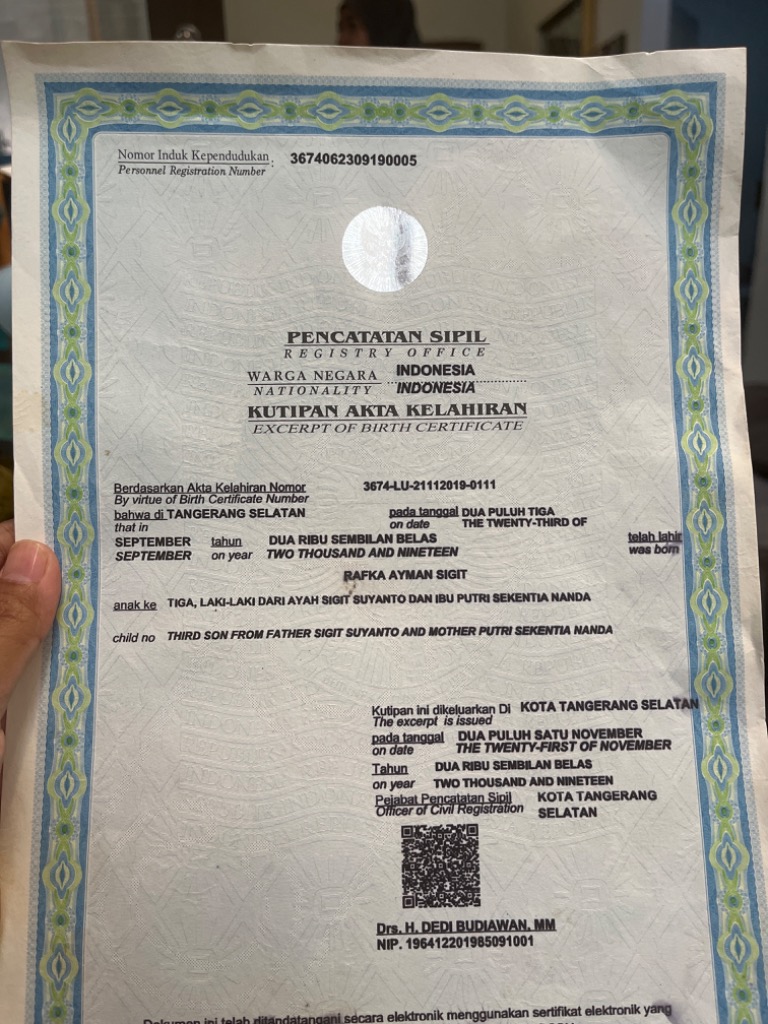 Nomor Induk Kependudukan : 3674062309190005
Personnel Registration Number
PENCATATAN SIPIL
REGISTRY OFFICE
WARGA NEGARA INDONESIA
NATIONALITY INDONESIA
KUTIPAN AKTA KELAHIRAN
EXCERPT OF BIRTH CERTIFICATE
Berdasarkan Akta Kelahiran Nomor 3674-LU-21112019-0111
By virtue of Birth Certificate Number
bahwa di TANGERANG SELATAN pada tanggal DUA PULUH TIGA
that in on date THE TWENTY-THIRD OF
SEPTEMBER tahun DUA RIBU SEMBILAN BELAS telah lahir
SEPTEMBER on year TWO THOUSAND AND NINETEEN was born
RAFKA AYMAN SIGIT
anak ke TIGA, LAKI-LAKI DARI AYAH SIGIT SUYANTO DAN IBU PUTRI SEKENTIA NANDA
child no THIRD SON FROM FATHER SIGIT SUYANTO AND MOTHER PUTRI SEKENTIA NANDA
Kutipan ini dikeluarkan Di KOTA TANGERANG SELATAN
The excerpt is issued
pada tanggal DUA PULUH SATU NOVEMBER
on date THE TWENTY-FIRST OF NOVEMBER
Tahun DUA RIBU SEMBILAN BELAS
on year TWO THOUSAND AND NINETEEN
Pejabat Pencatatan Sipil KOTA TANGERANG
Officer of Civil Registration SELATAN
Drs. H. DEDI BUDIAWAN, MM
NIP. 196412201985091001
Dokumen ini telah ditandatangani secara elektronik menggunakan sertifikat elektronik yang